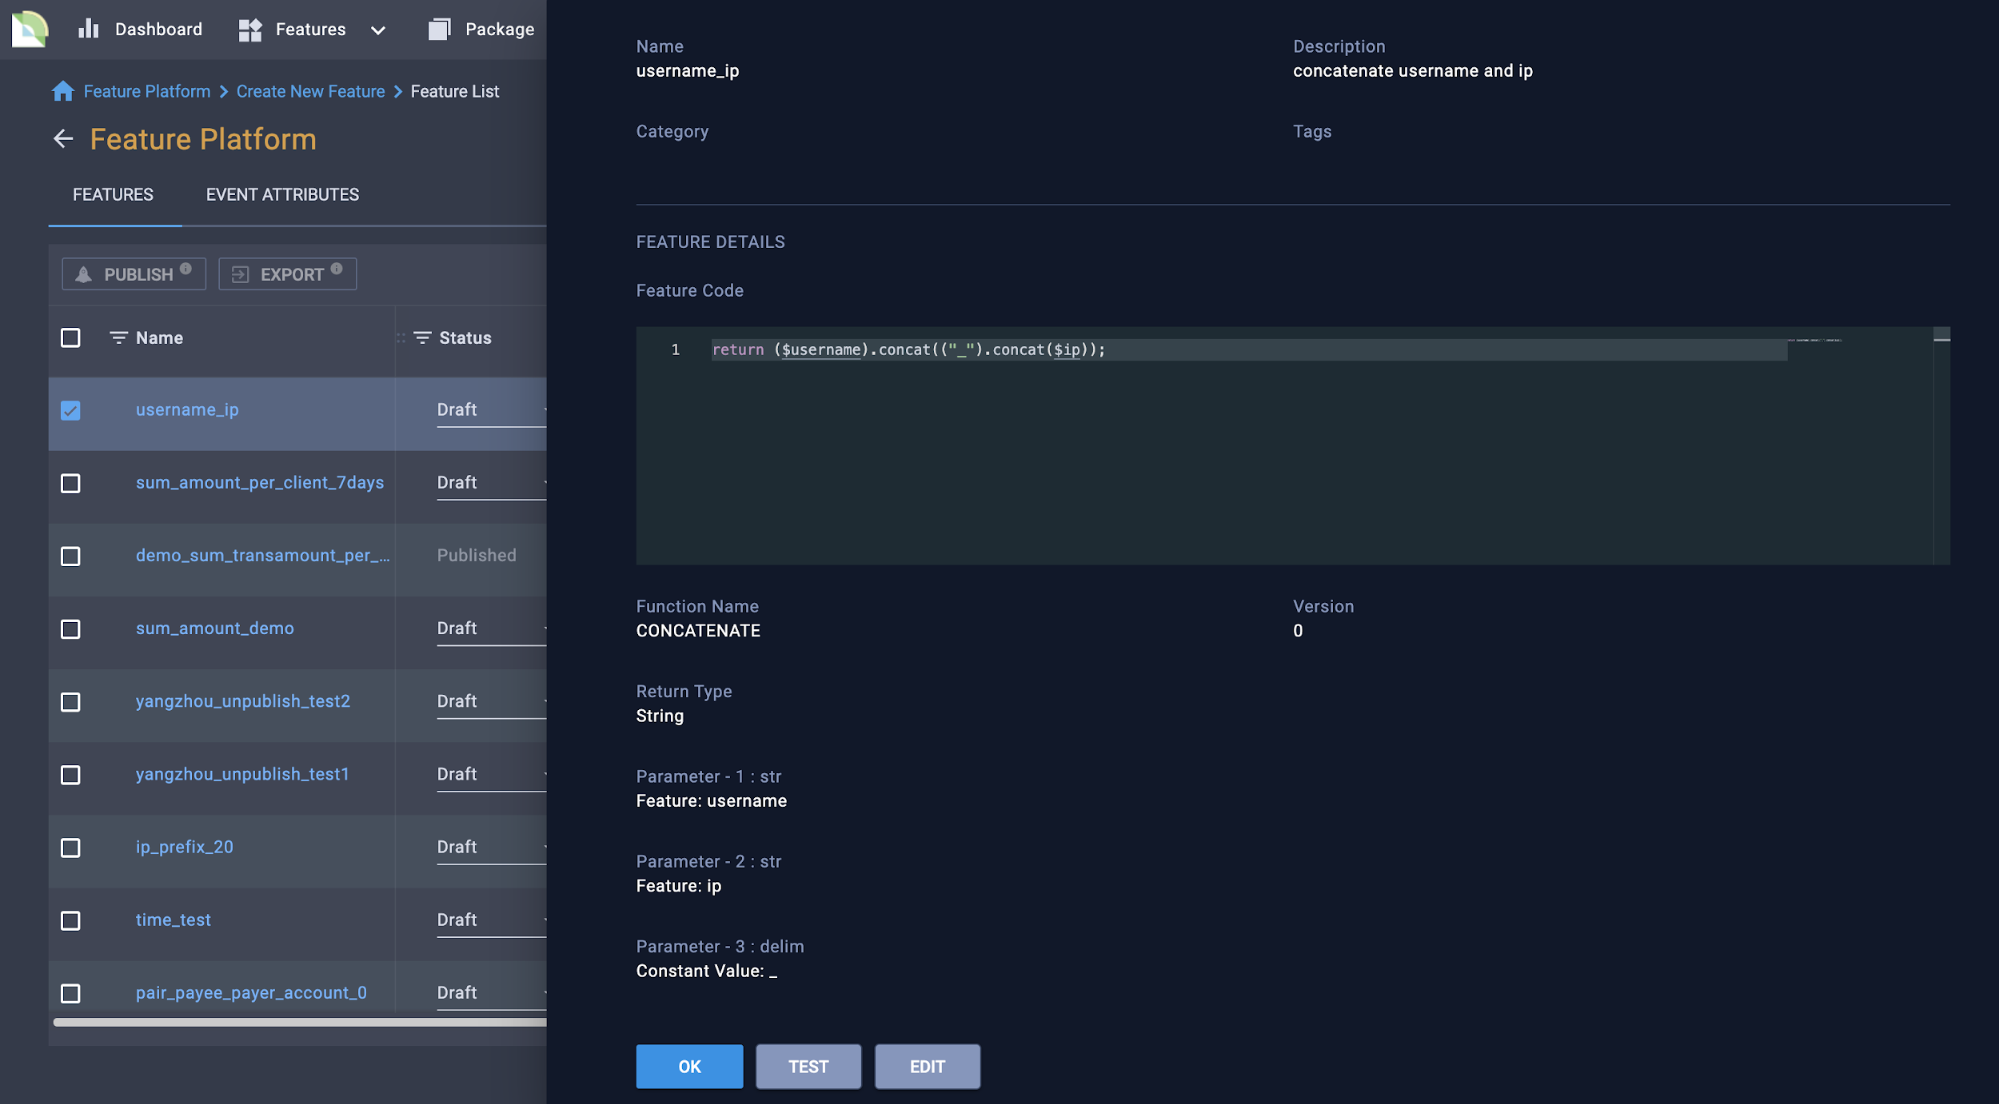 Dashboard
Features
Package
Feature Platform > Create New Feature > Feature List
Feature Platform
FEATURES
EVENT ATTRIBUTES
PUBLISH
EXPORT
Name
Status
username_ip
Draft
sum_amount_per_client_7days
Draft
demo_sum_transamount_per_...
Published
sum_amount_demo
Draft
yangzhou_unpublish_test2
Draft
yangzhou_unpublish_test1
Draft
ip_prefix_20
Draft
time_test
Draft
pair_payee_payer_account_0
Draft
Name
username_ip
Description
concatenate username and ip
Category
Tags
FEATURE DETAILS
Feature Code
1 return ($username).concat(("_").concat($ip));
Function Name
CONCATENATE
Version
0
Return Type
String
Parameter - 1 : str
Feature: username
Parameter - 2 : str
Feature: ip
Parameter - 3 : delim
Constant Value: _
OK
TEST
EDIT